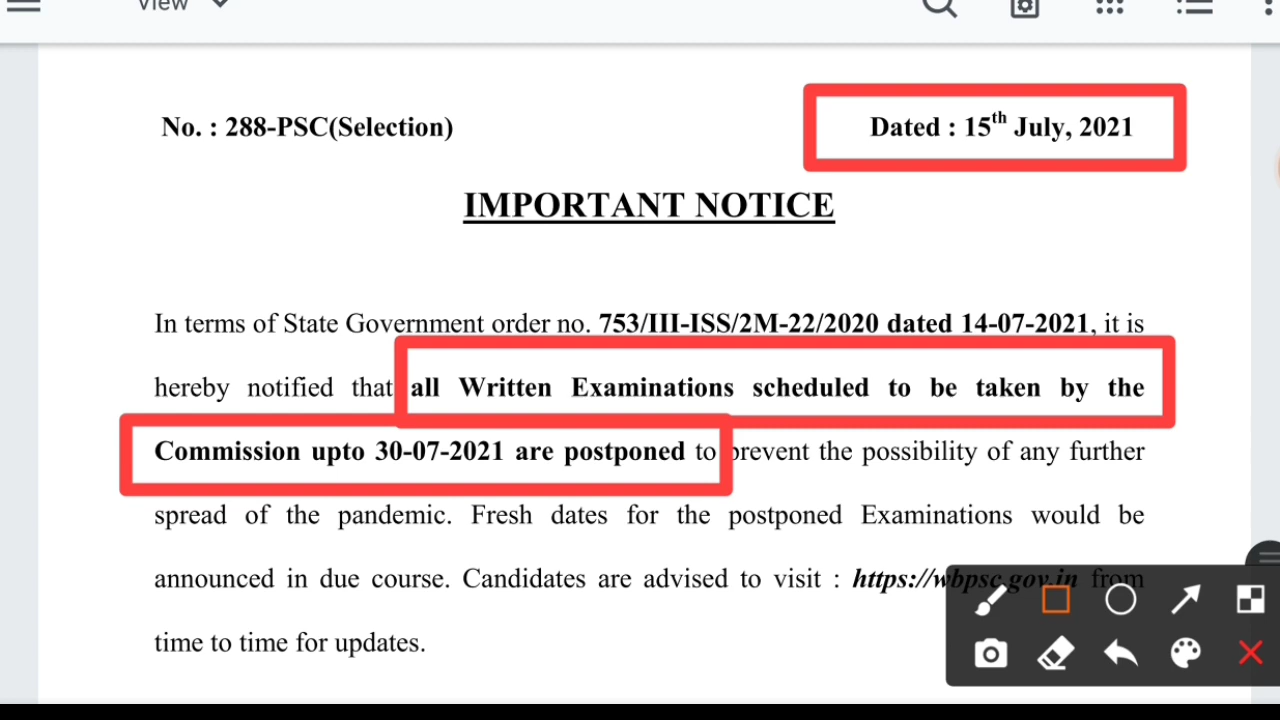 View
No. : 288-PSC(Selection)
Dated : 15th July, 2021
IMPORTANT NOTICE
In terms of State Government order no. 753/III-ISS/2M-22/2020 dated 14-07-2021, it is
hereby notified that all Written Examinations scheduled to be taken by the
Commission upto 30-07-2021 are postponed to prevent the possibility of any further
spread of the pandemic. Fresh dates for the postponed Examinations would be
announced in due course. Candidates are advised to visit : https://wbpsc.gov.in from
time to time for updates.